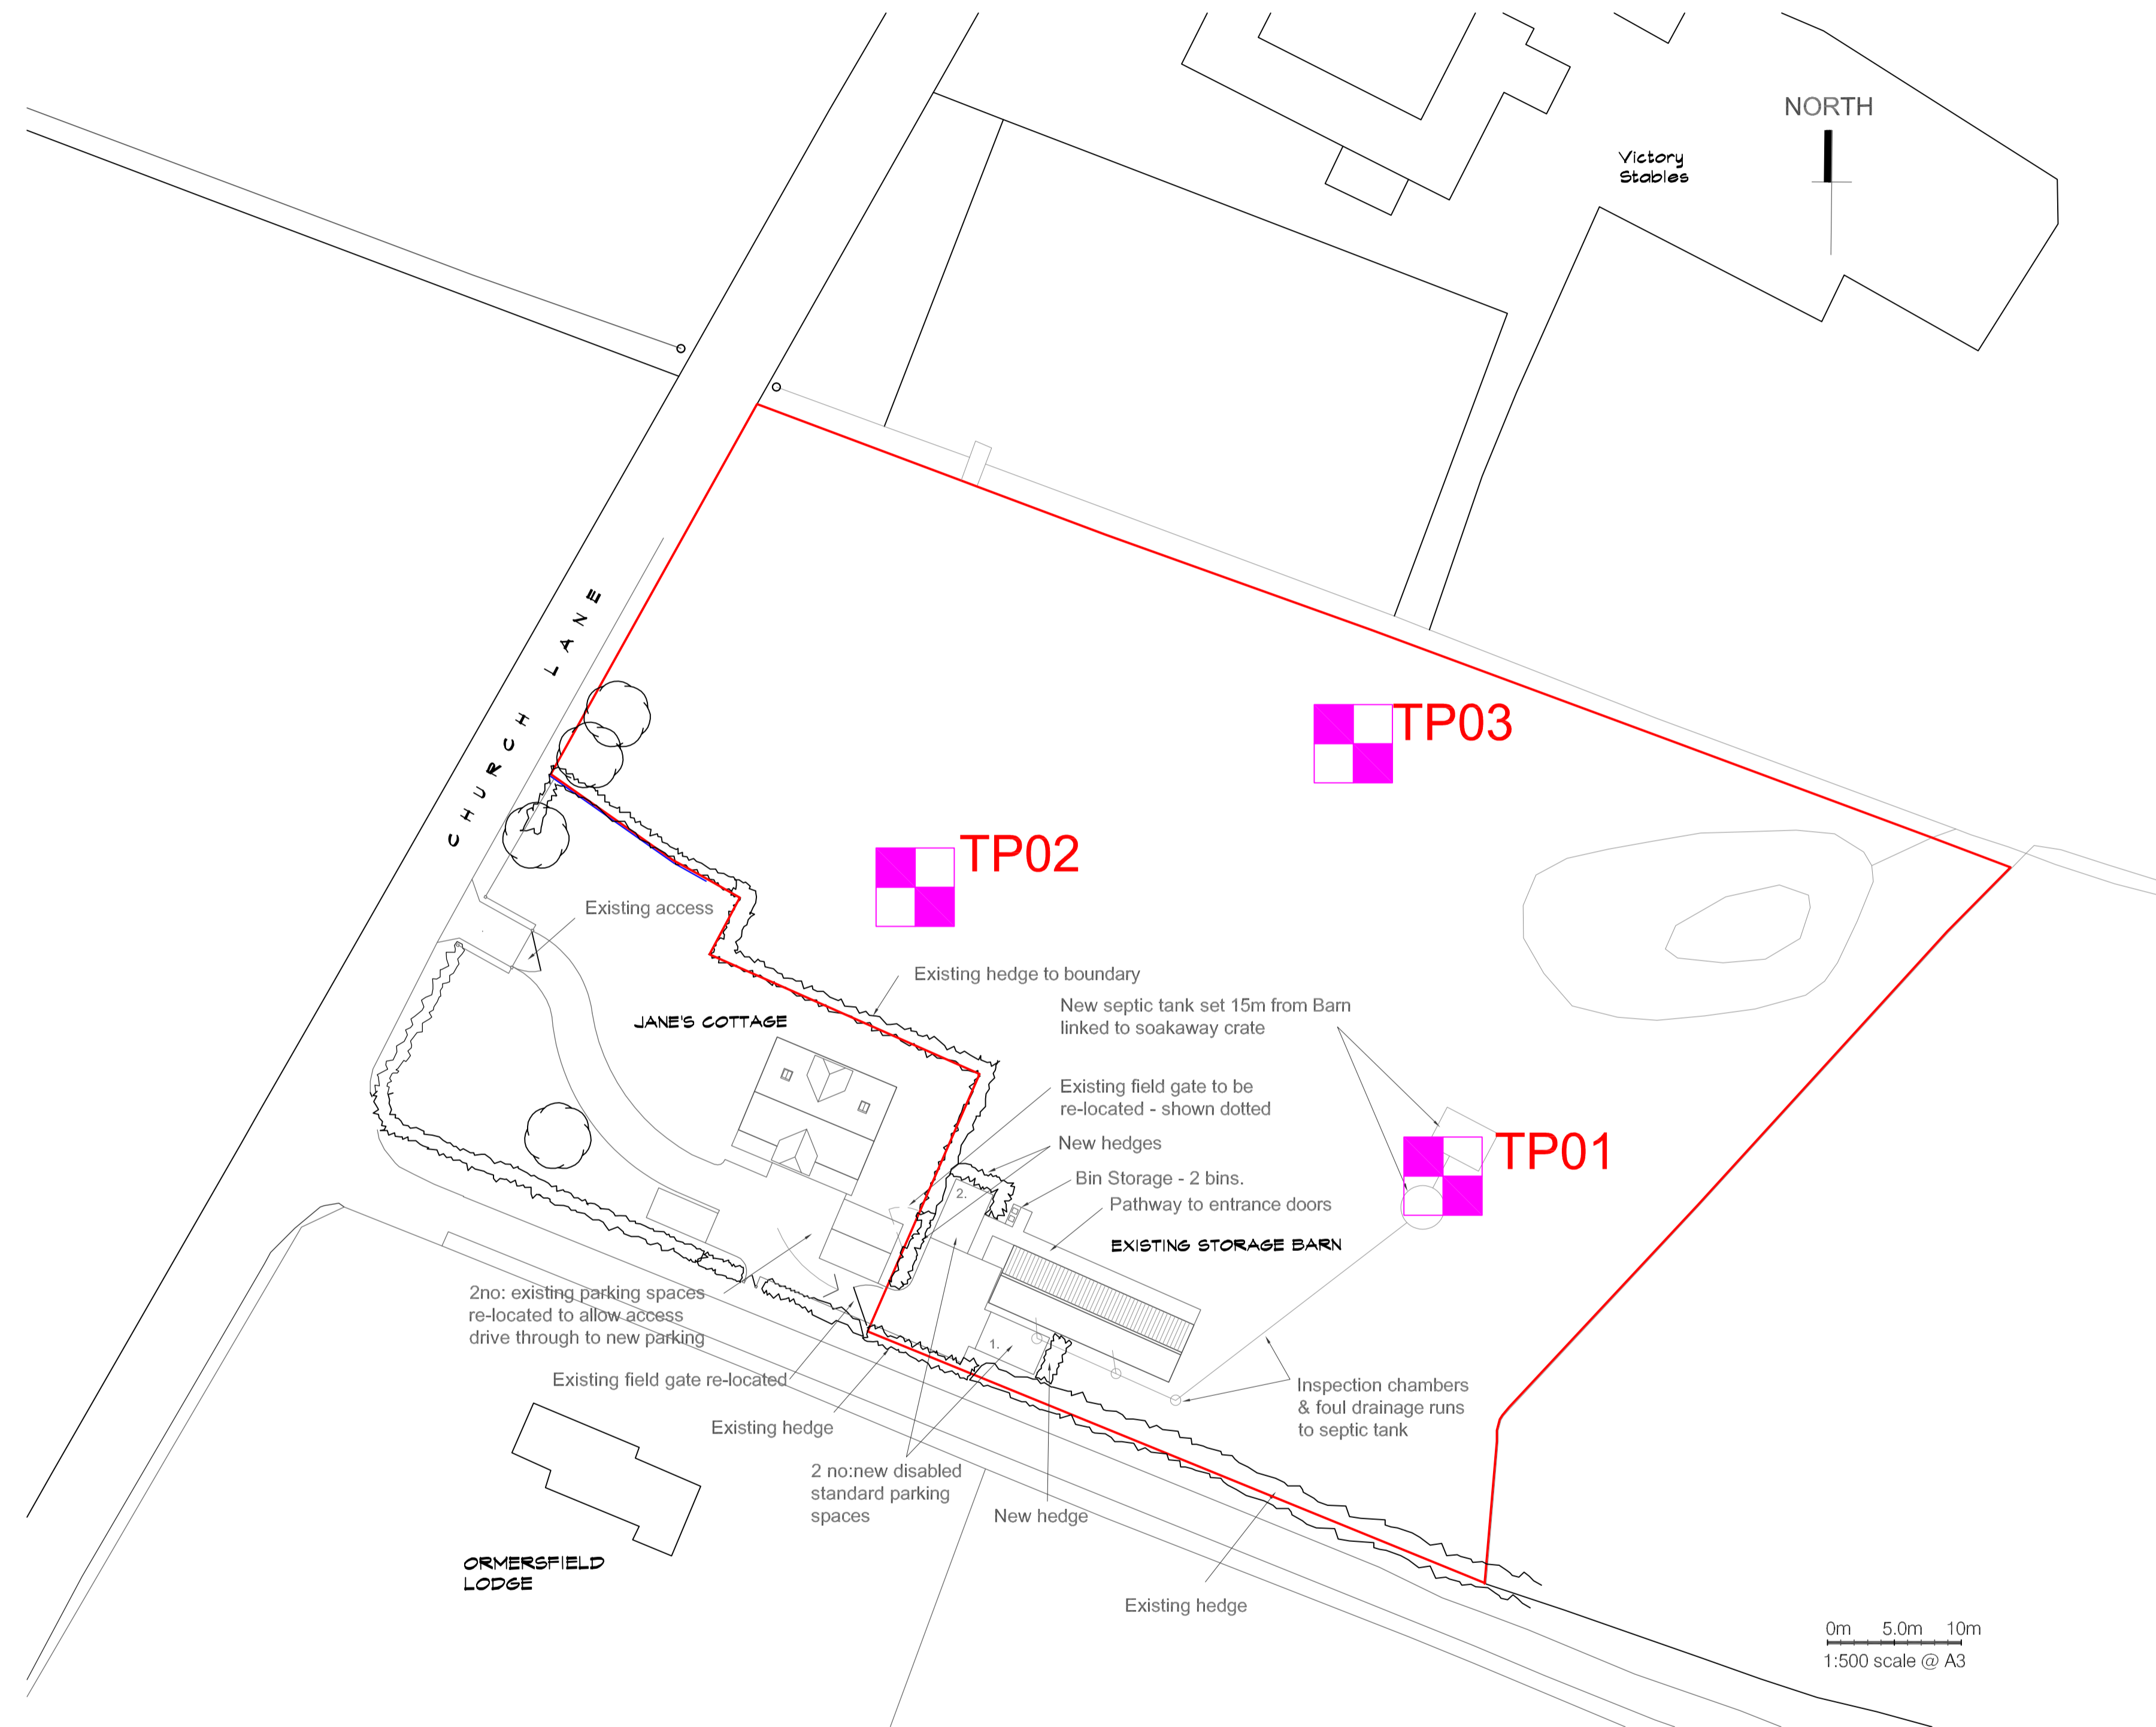 NORTH
Victory
Stables
CHURCH LANE
TP03
TP02
Existing access
Existing hedge to boundary
New septic tank set 15m from Barn
linked to soakaway crate
JANE'S COTTAGE
Existing field gate to be
re-located - shown dotted
New hedges
TP01
Bin Storage - 2 bins.
2.
Pathway to entrance doors
EXISTING STORAGE BARN
2no: existing parking spaces
re-located to allow access
drive through to new parking
1.
Existing field gate re-located
Inspection chambers
& foul drainage runs
to septic tank
Existing hedge
2 no:new disabled
standard parking
spaces
New hedge
ORMERSFIELD
LODGE
Existing hedge
0m 5.0m 10m
1:500 scale @ A3